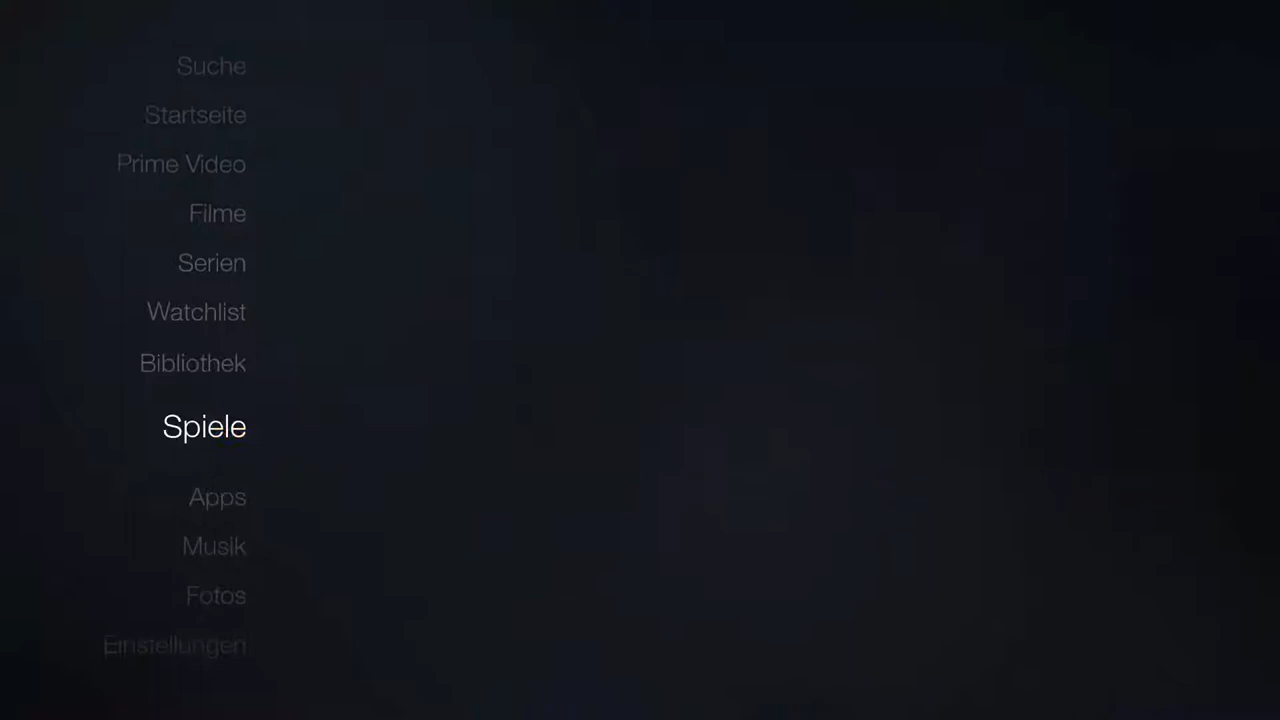 Suche
Startseite
Prime Video
Filme
Serien
Watchlist
Bibliothek
Spiele
Apps
Musik
Fotos
Einstellungen